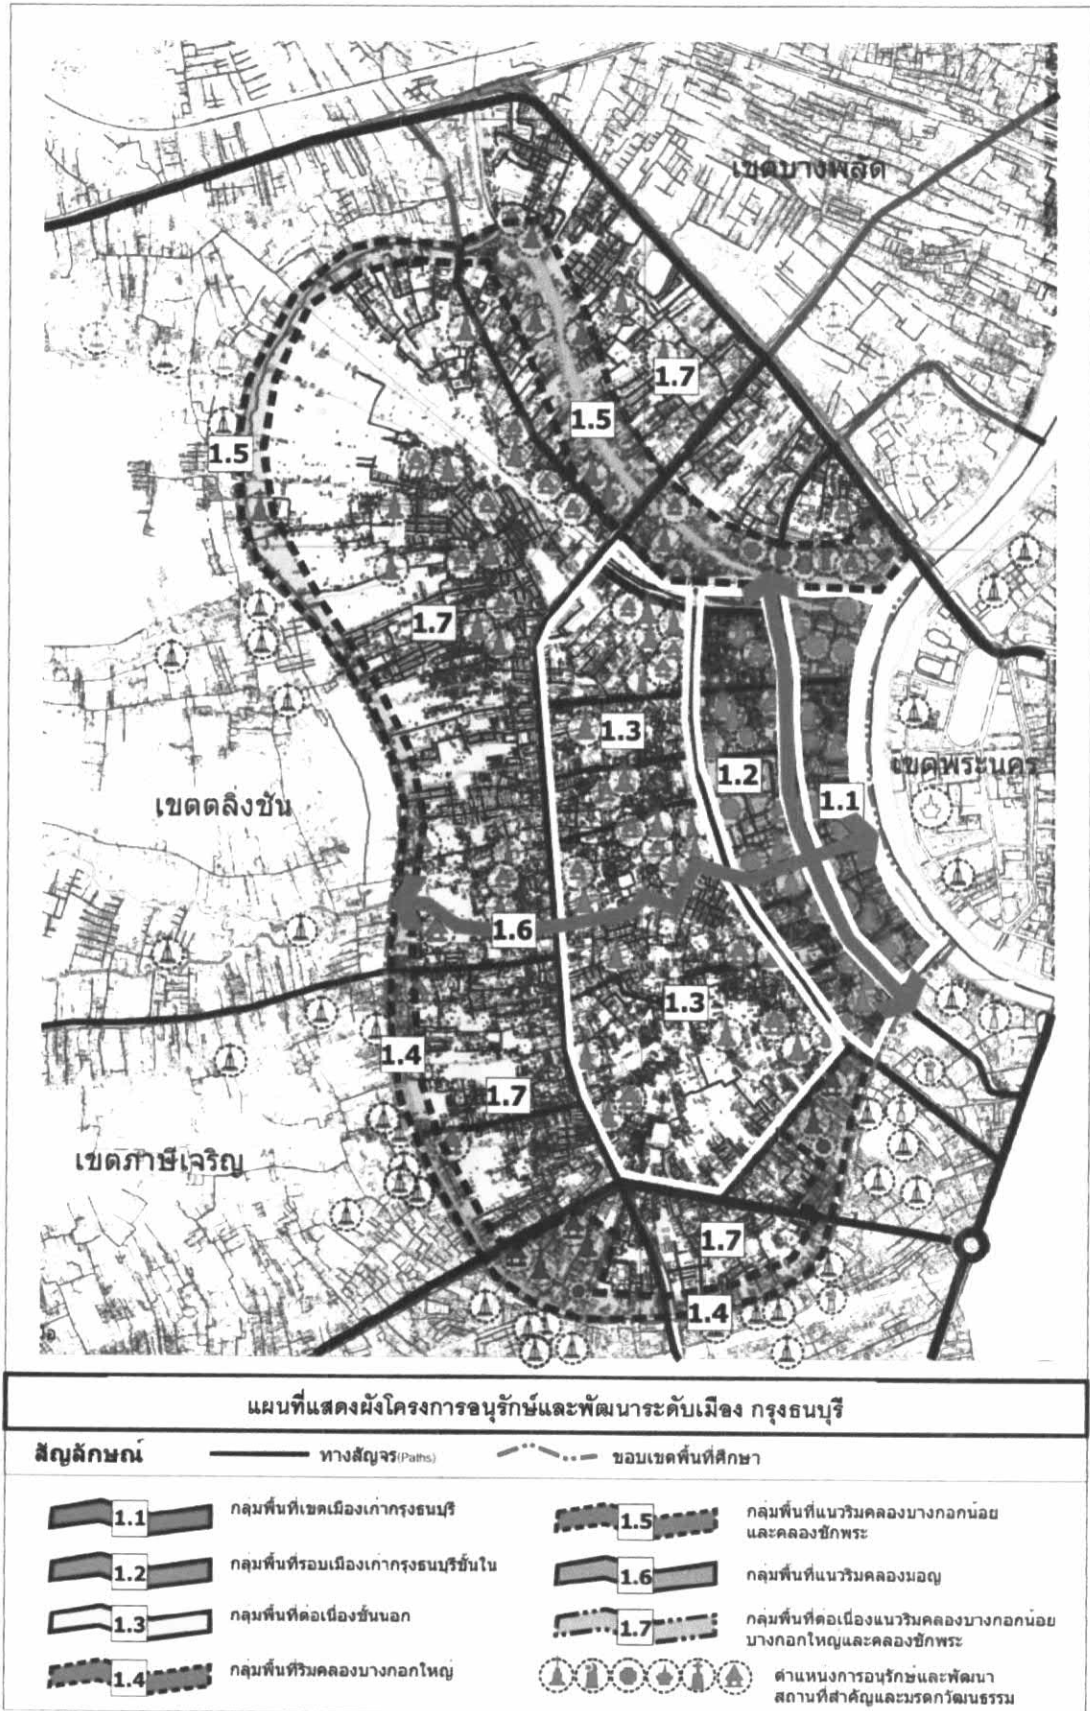 เขตบางพลัด
1.7
1.5
1.5
1.7
1.3
1.2
1.1
เขตพระนคร
เขตตลิ่งชัน
1.6
1.3
1.4
1.7
เขตภาษีเจริญ
1.7
1.4
แผนที่แสดงผังโครงการอนุรักษ์และพัฒนาระดับเมือง กรุงธนบุรี
สัญลักษณ์ ทางสัญจร(Paths) ขอบเขตพื้นที่ศึกษา
1.1 กลุ่มพื้นที่เขตเมืองเก่ากรุงธนบุรี
1.2 กลุ่มพื้นที่รอบเมืองเก่ากรุงธนบุรีชั้นใน
1.3 กลุ่มพื้นที่ต่อเนื่องชั้นนอก
1.4 กลุ่มพื้นที่ริมคลองบางกอกใหญ่
1.5 กลุ่มพื้นที่แนวริมคลองบางกอกน้อย
และคลองชักพระ
1.6 กลุ่มพื้นที่แนวริมคลองมอญ
1.7 กลุ่มพื้นที่ต่อเนื่องแนวริมคลองบางกอกน้อย
บางกอกใหญ่และคลองชักพระ
ตำแหน่งการอนุรักษ์และพัฒนา
สถานที่สำคัญและมรดกวัฒนธรรม